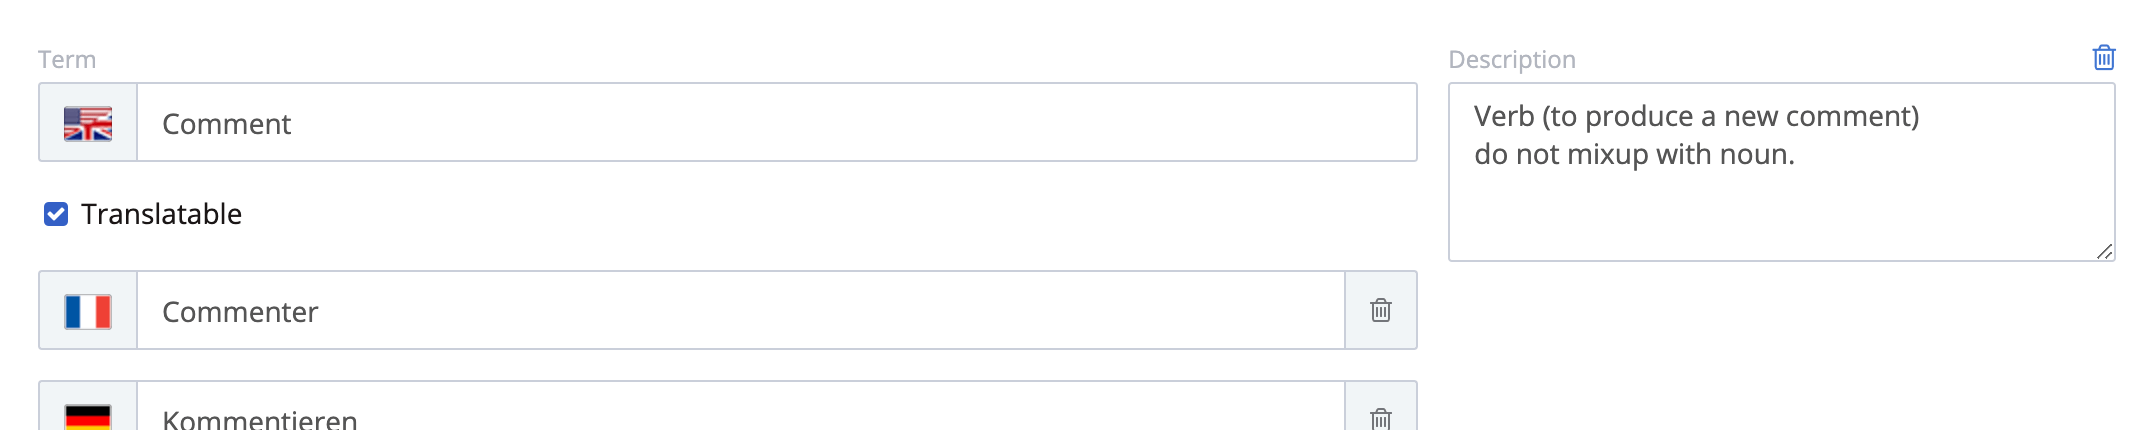 Term
Description
Comment
Verb (to produce a new comment)
do not mixup with noun.
Translatable
Commenter
Kommentieren